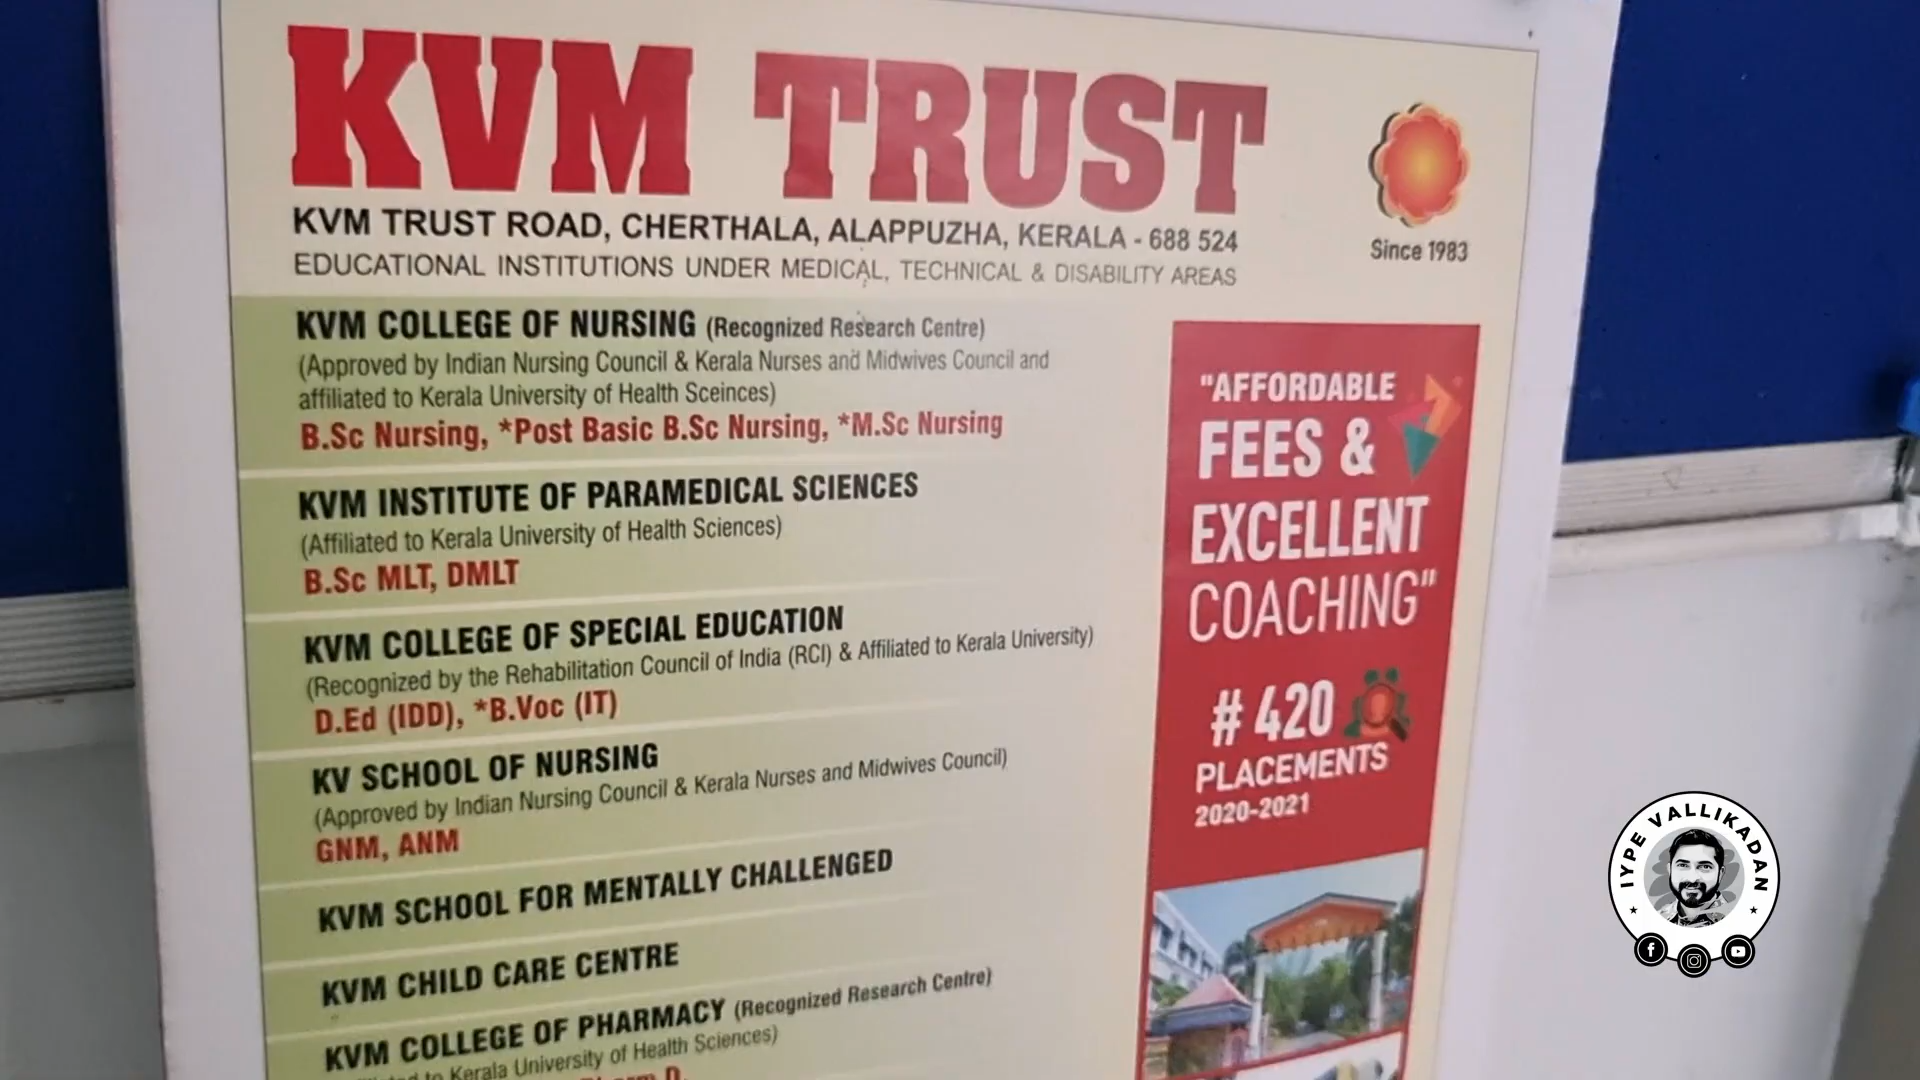 KVM TRUST
KVM TRUST ROAD, CHERTHALA, ALAPPUZHA, KERALA - 688 524
EDUCATIONAL INSTITUTIONS UNDER MEDICAL, TECHNICAL & DISABILITY AREAS
Since 1983
KVM COLLEGE OF NURSING (Recognized Research Centre)
(Approved by Indian Nursing Council & Kerala Nurses and Midwives Council and
affiliated to Kerala University of Health Sceinces)
B.Sc Nursing, *Post Basic B.Sc Nursing, *M.Sc Nursing
KVM INSTITUTE OF PARAMEDICAL SCIENCES
(Affiliated to Kerala University of Health Sciences)
B.Sc MLT, DMLT
KVM COLLEGE OF SPECIAL EDUCATION
(Recognized by the Rehabilitation Council of India (RCI) & Affiliated to Kerala University)
D.Ed (IDD), *B.Voc (IT)
KV SCHOOL OF NURSING
(Approved by Indian Nursing Council & Kerala Nurses and Midwives Council)
GNM, ANM
KVM SCHOOL FOR MENTALLY CHALLENGED
KVM CHILD CARE CENTRE
KVM COLLEGE OF PHARMACY (Recognized Research Centre)
to Kerala University of Health Sciences)
"AFFORDABLE
FEES &
EXCELLENT
COACHING"
# 420
PLACEMENTS
2020-2021
IYPE VALLIKADAN